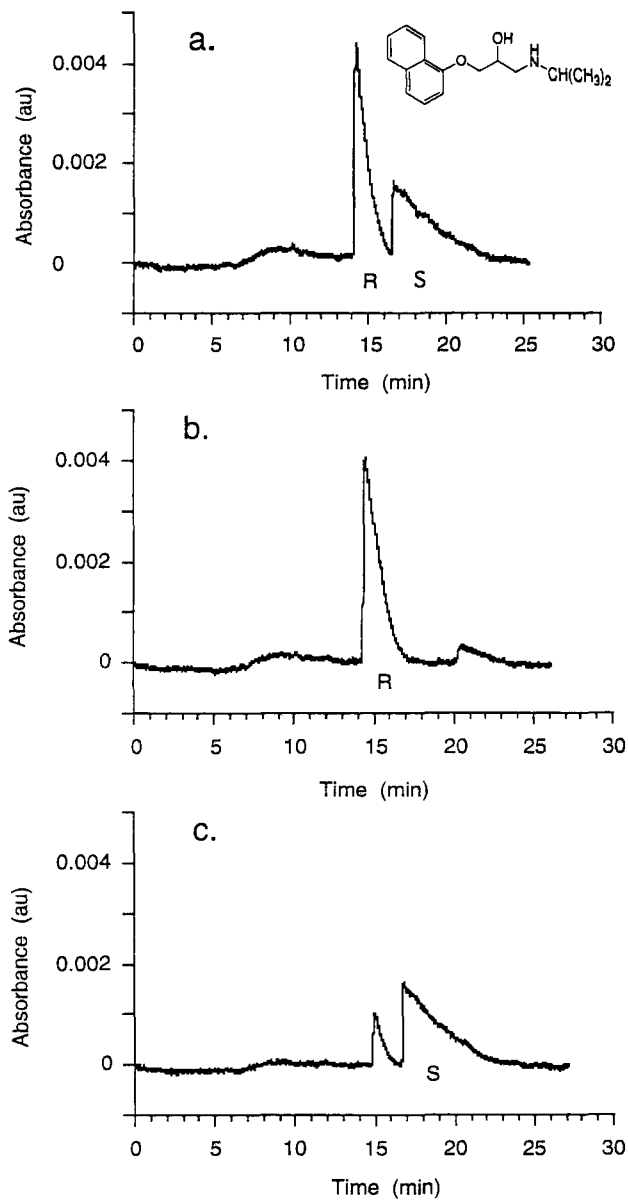 a.
OH
H
O
N
CH(CH3)2
Absorbance (au)
0.004
0.002
0
R S
0 5 10 15 20 25 30
Time (min)
b.
Absorbance (au)
0.004
0.002
0
R
0 5 10 15 20 25 30
Time (min)
c.
Absorbance (au)
0.004
0.002
0
S
0 5 10 15 20 25 30
Time (min)